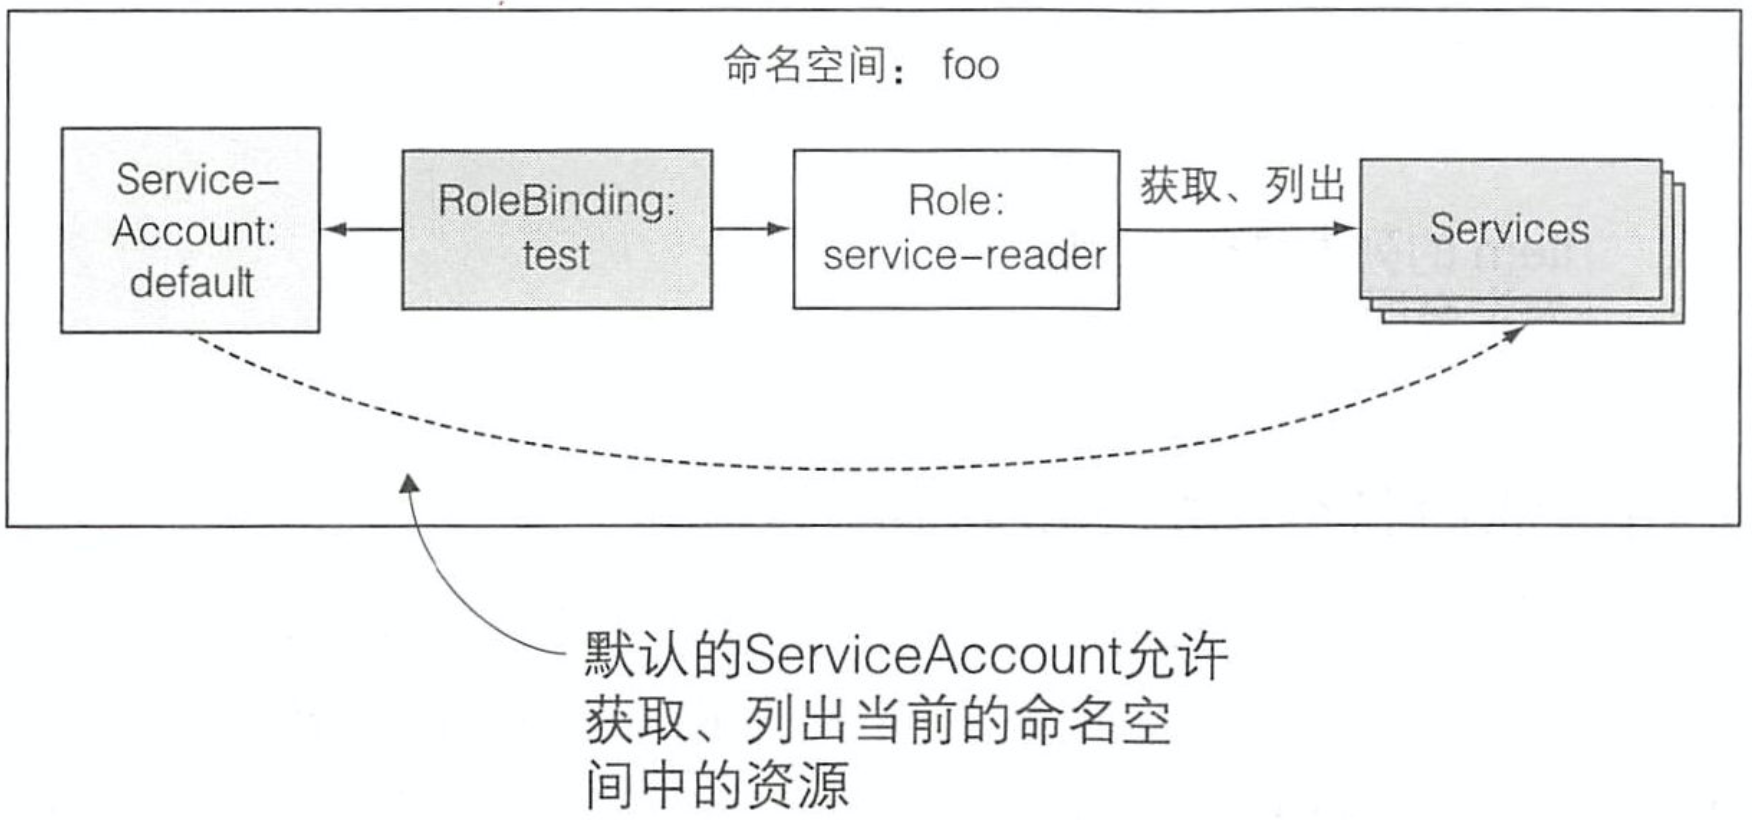 命名空间： foo
Service-
Account:
default
RoleBinding:
test
Role:
service-reader
获取、列出
Services
默认的ServiceAccount允许
获取、列出当前的命名空
间中的资源